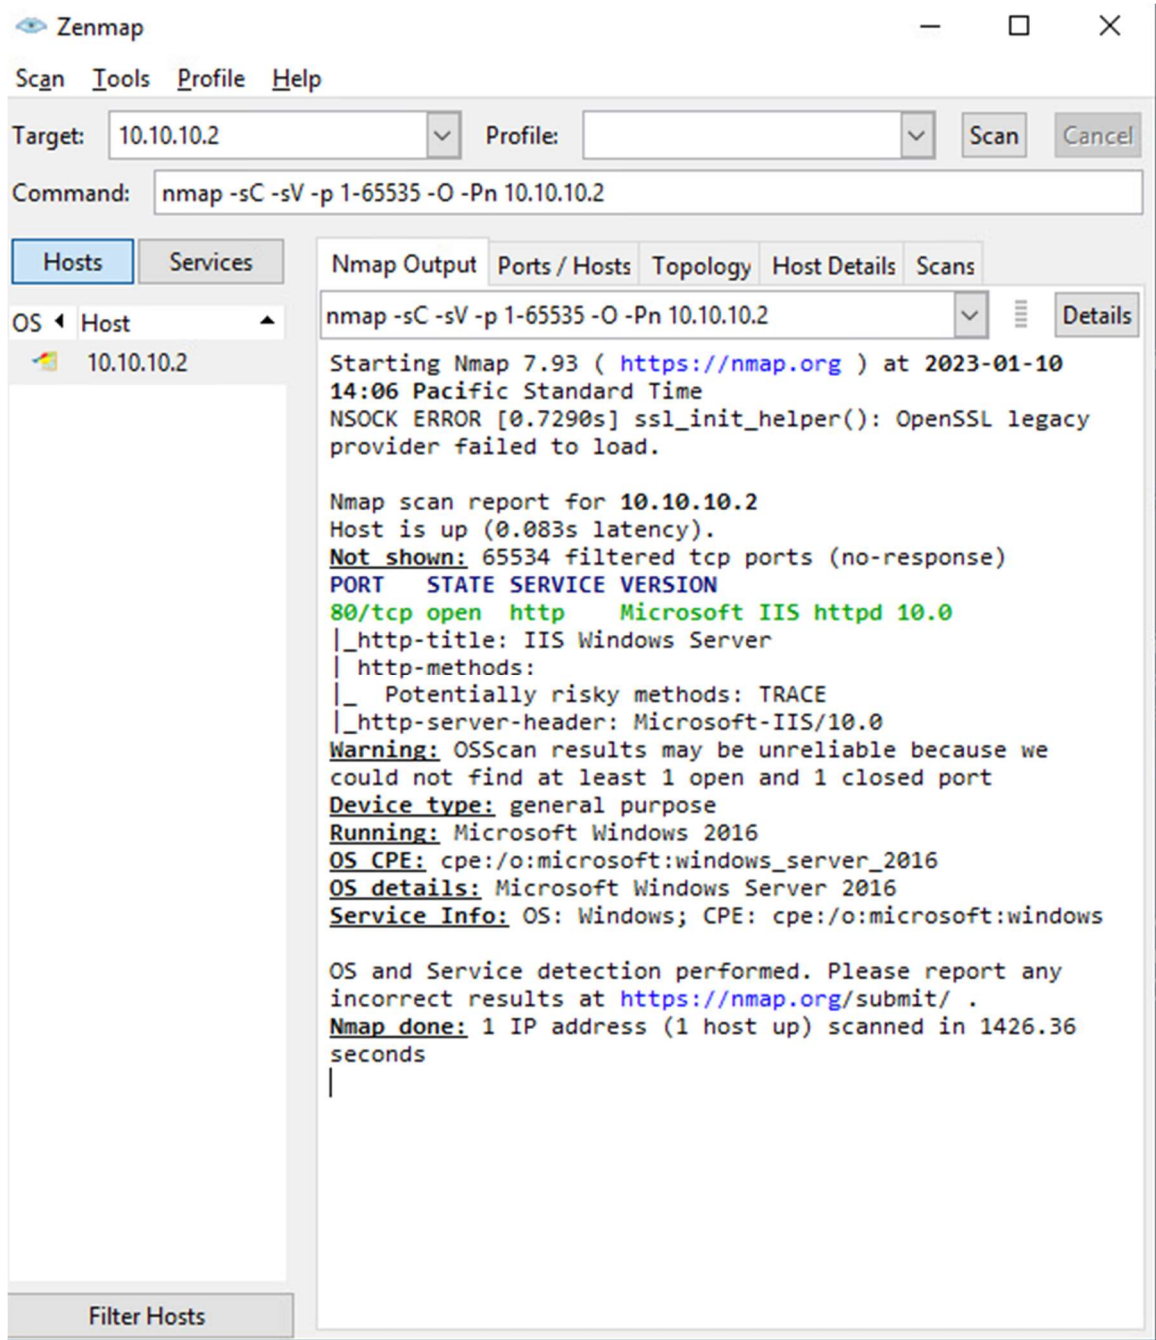 Zenmap
Scan Tools Profile Help
Target: 10.10.10.2 Profile: Scan Cancel
Command: nmap -sC -sV -p 1-65535 -O -Pn 10.10.10.2
Hosts Services
Nmap Output Ports / Hosts Topology Host Details Scans
OS Host
nmap -sC -sV -p 1-65535 -O -Pn 10.10.10.2 Details
10.10.10.2
Starting Nmap 7.93 ( https://nmap.org ) at 2023-01-10
14:06 Pacific Standard Time
NSOCK ERROR [0.7290s] ssl_init_helper(): OpenSSL legacy
provider failed to load.
Nmap scan report for 10.10.10.2
Host is up (0.083s latency).
Not shown: 65534 filtered tcp ports (no-response)
PORT   STATE SERVICE VERSION
80/tcp open  http    Microsoft IIS httpd 10.0
|_http-title: IIS Windows Server
| http-methods:
|_  Potentially risky methods: TRACE
|_http-server-header: Microsoft-IIS/10.0
Warning: OSScan results may be unreliable because we
could not find at least 1 open and 1 closed port
Device type: general purpose
Running: Microsoft Windows 2016
OS CPE: cpe:/o:microsoft:windows_server_2016
OS details: Microsoft Windows Server 2016
Service Info: OS: Windows; CPE: cpe:/o:microsoft:windows
OS and Service detection performed. Please report any
incorrect results at https://nmap.org/submit/ .
Nmap done: 1 IP address (1 host up) scanned in 1426.36
seconds
Filter Hosts